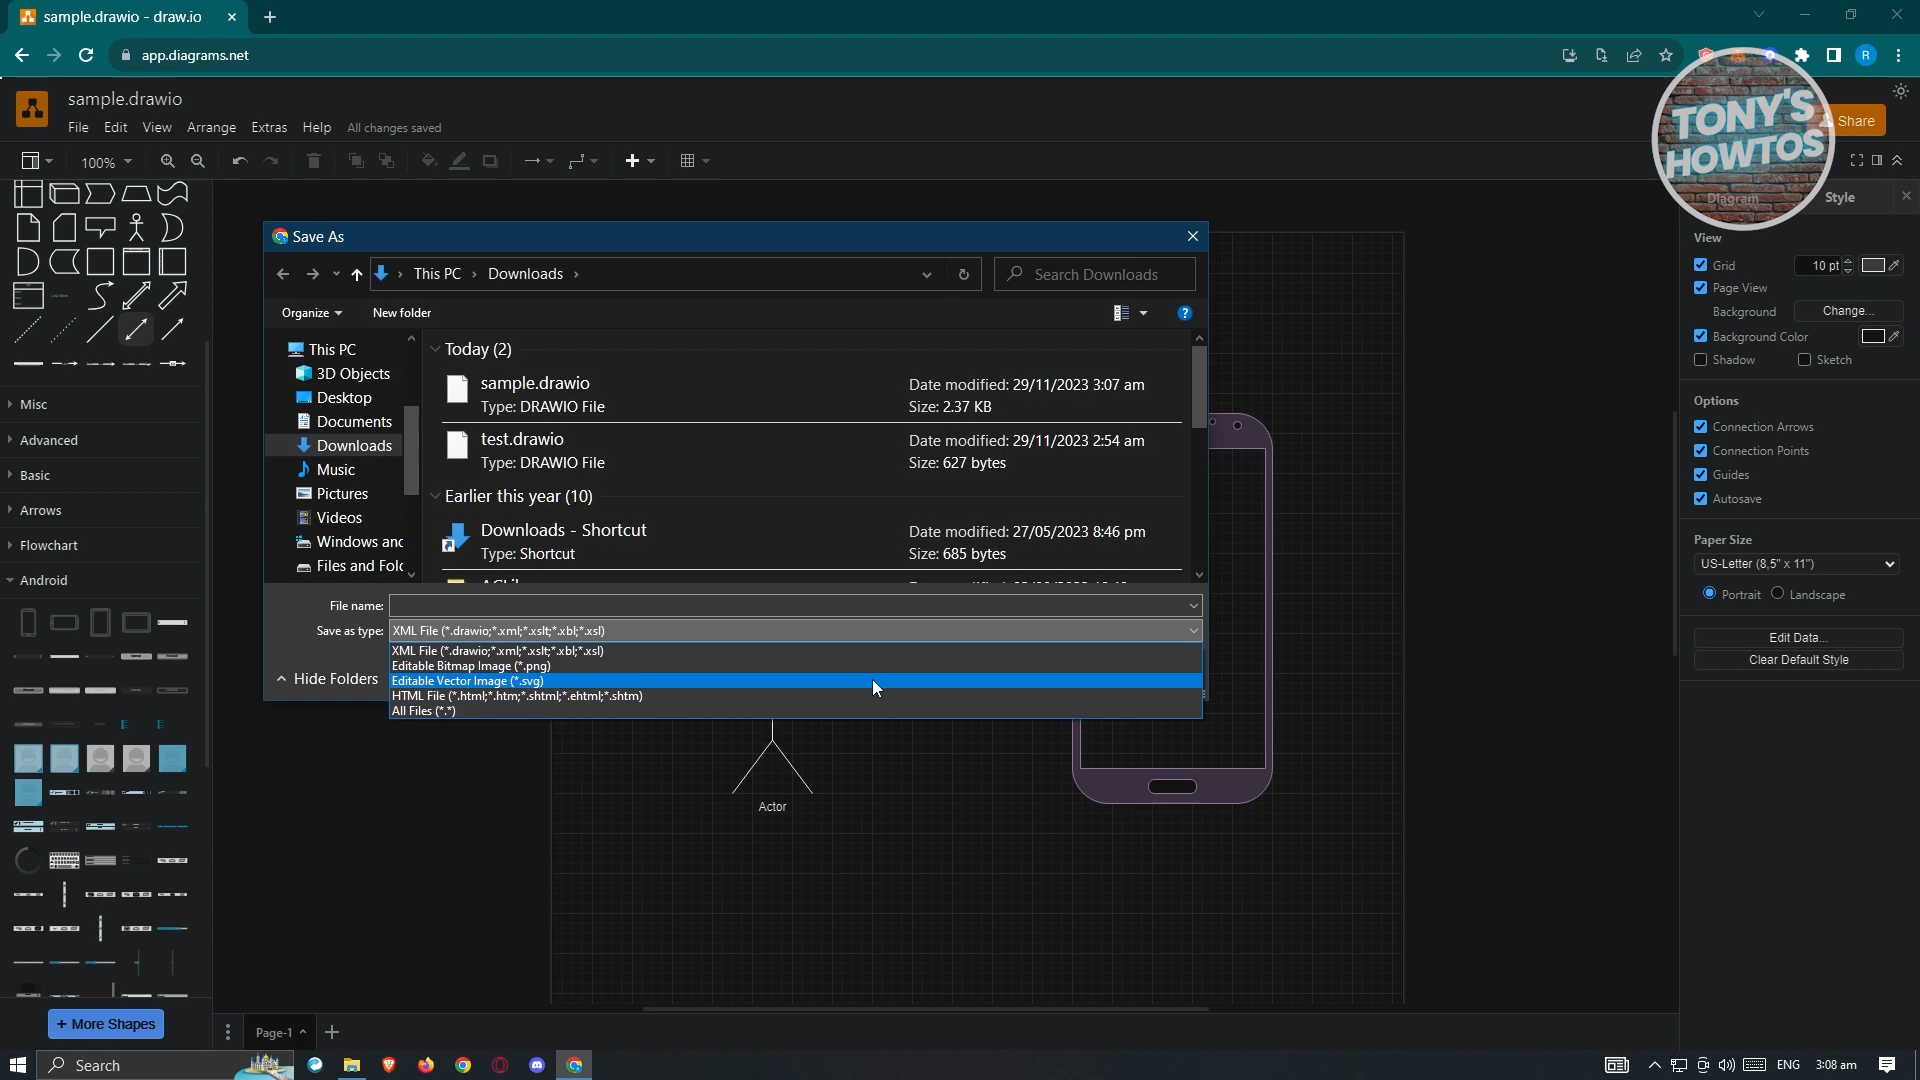 sample.drawio - draw.io
app.diagrams.net
R
sample.drawio
File Edit View Arrange Extras Help All changes saved
Share
TONY'S
HOWTOS
100%
Diagram
Style
Save As
This PC
Downloads
Search Downloads
Organize
New folder
This PC
3D Objects
Desktop
Documents
Downloads
Music
Pictures
Videos
Windows and
Files and Fold
Today (2)
sample.drawio
Type: DRAWIO File
Date modified: 29/11/2023 3:07 am
Size: 2.37 KB
test.drawio
Type: DRAWIO File
Date modified: 29/11/2023 2:54 am
Size: 627 bytes
Earlier this year (10)
Downloads - Shortcut
Type: Shortcut
Date modified: 27/05/2023 8:46 pm
Size: 685 bytes
File name:
Save as type:
XML File (*.drawio;*.xml;*.xslt;*.xbl;*.xsl)
XML File (*.drawio;*.xml;*.xslt;*.xbl;*.xsl)
Editable Bitmap Image (*.png)
Editable Vector Image (*.svg)
HTML File (*.html;*.htm;*.shtml;*.ehtml;*.shtm)
All Files (*.*)
Hide Folders
Actor
Misc
Advanced
Basic
Arrows
Flowchart
Android
+ More Shapes
Page-1
View
Grid
10 pt
Page View
Background
Change...
Background Color
Shadow
Sketch
Options
Connection Arrows
Connection Points
Guides
Autosave
Paper Size
US-Letter (8,5" x 11")
Portrait
Landscape
Edit Data...
Clear Default Style
Search
ENG
3:08 am